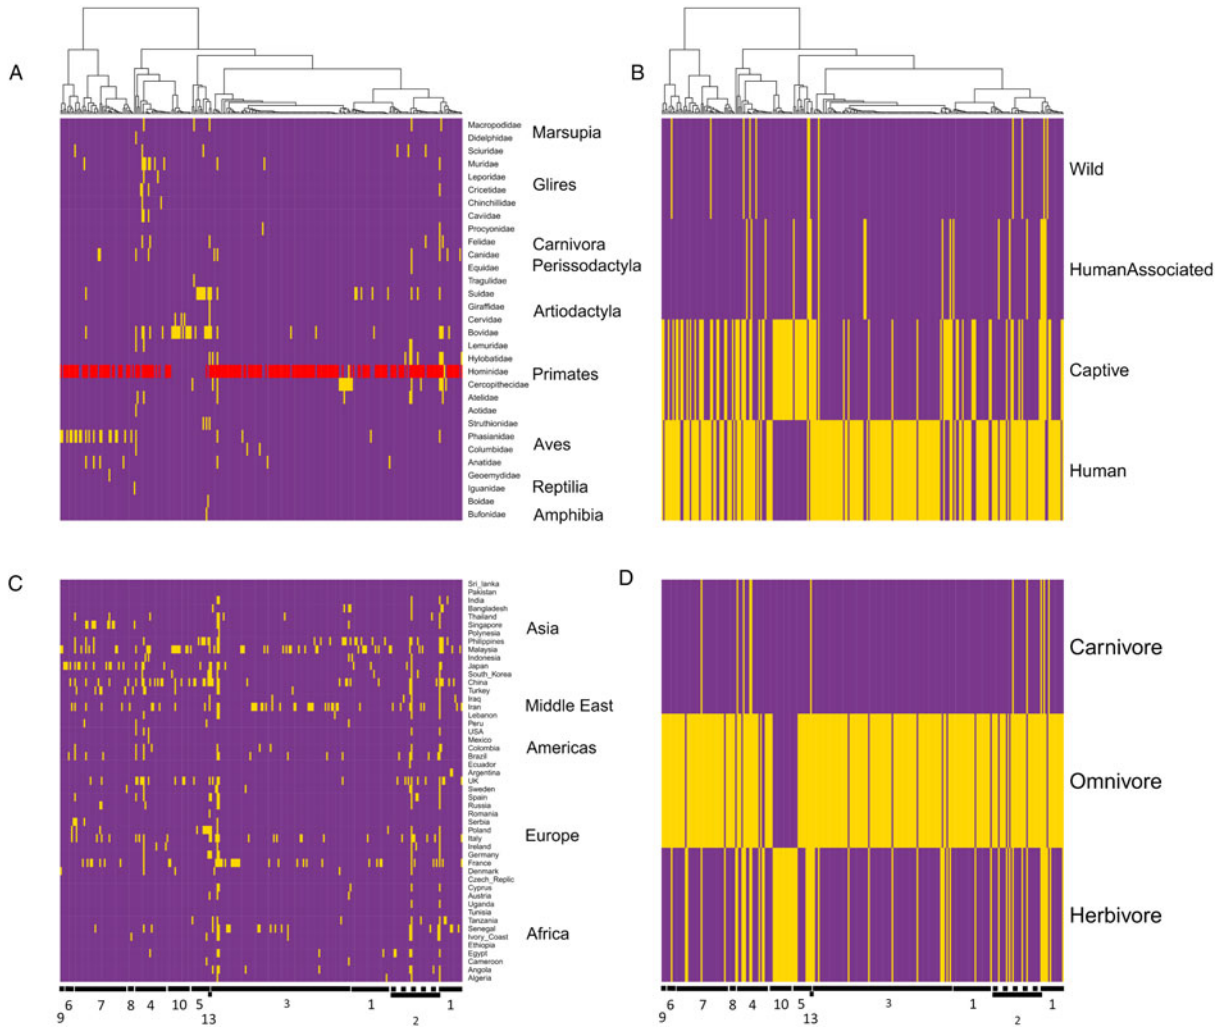 A
B
Macropodidae
Didelphidae
Sciuridae
Muridae
Leporidae
Cricetidae
Chinchillidae
Caviidae
Procyonidae
Felidae
Canidae
Equidae
Tragulidae
Suidae
Giraffidae
Cervidae
Bovidae
Lemuridae
Hylobatidae
Hominidae
Cercopithecidae
Atelidae
Aotidae
Struthionidae
Phasianidae
Columbidae
Anatidae
Geoemydidae
Iguanidae
Boidae
Bufonidae
Marsupia
Glires
Carnivora
Perissodactyla
Artiodactyla
Primates
Aves
Reptilia
Amphibia
Wild
HumanAssociated
Captive
Human
C
D
Sri_lanka
Pakistan
India
Bangladesh
Thailand
Singapore
Polynesia
Philippines
Malaysia
Indonesia
Japan
South_Korea
China
Turkey
Iraq
Iran
Lebanon
Peru
USA
Mexico
Colombia
Brazil
Ecuador
Argentina
UK
Sweden
Spain
Russia
Romania
Serbia
Poland
Italy
Ireland
Germany
France
Denmark
Czech_Replic
Cyprus
Austria
Uganda
Tunisia
Tanzania
Senegal
Ivory_Coast
Ethiopia
Egypt
Cameroon
Angola
Algeria
Asia
Middle East
Americas
Europe
Africa
Carnivore
Omnivore
Herbivore
6 7 8 4 10 5 3 1 1
9 13 2
6 7 8 4 10 5 3 1 1
9 13 2